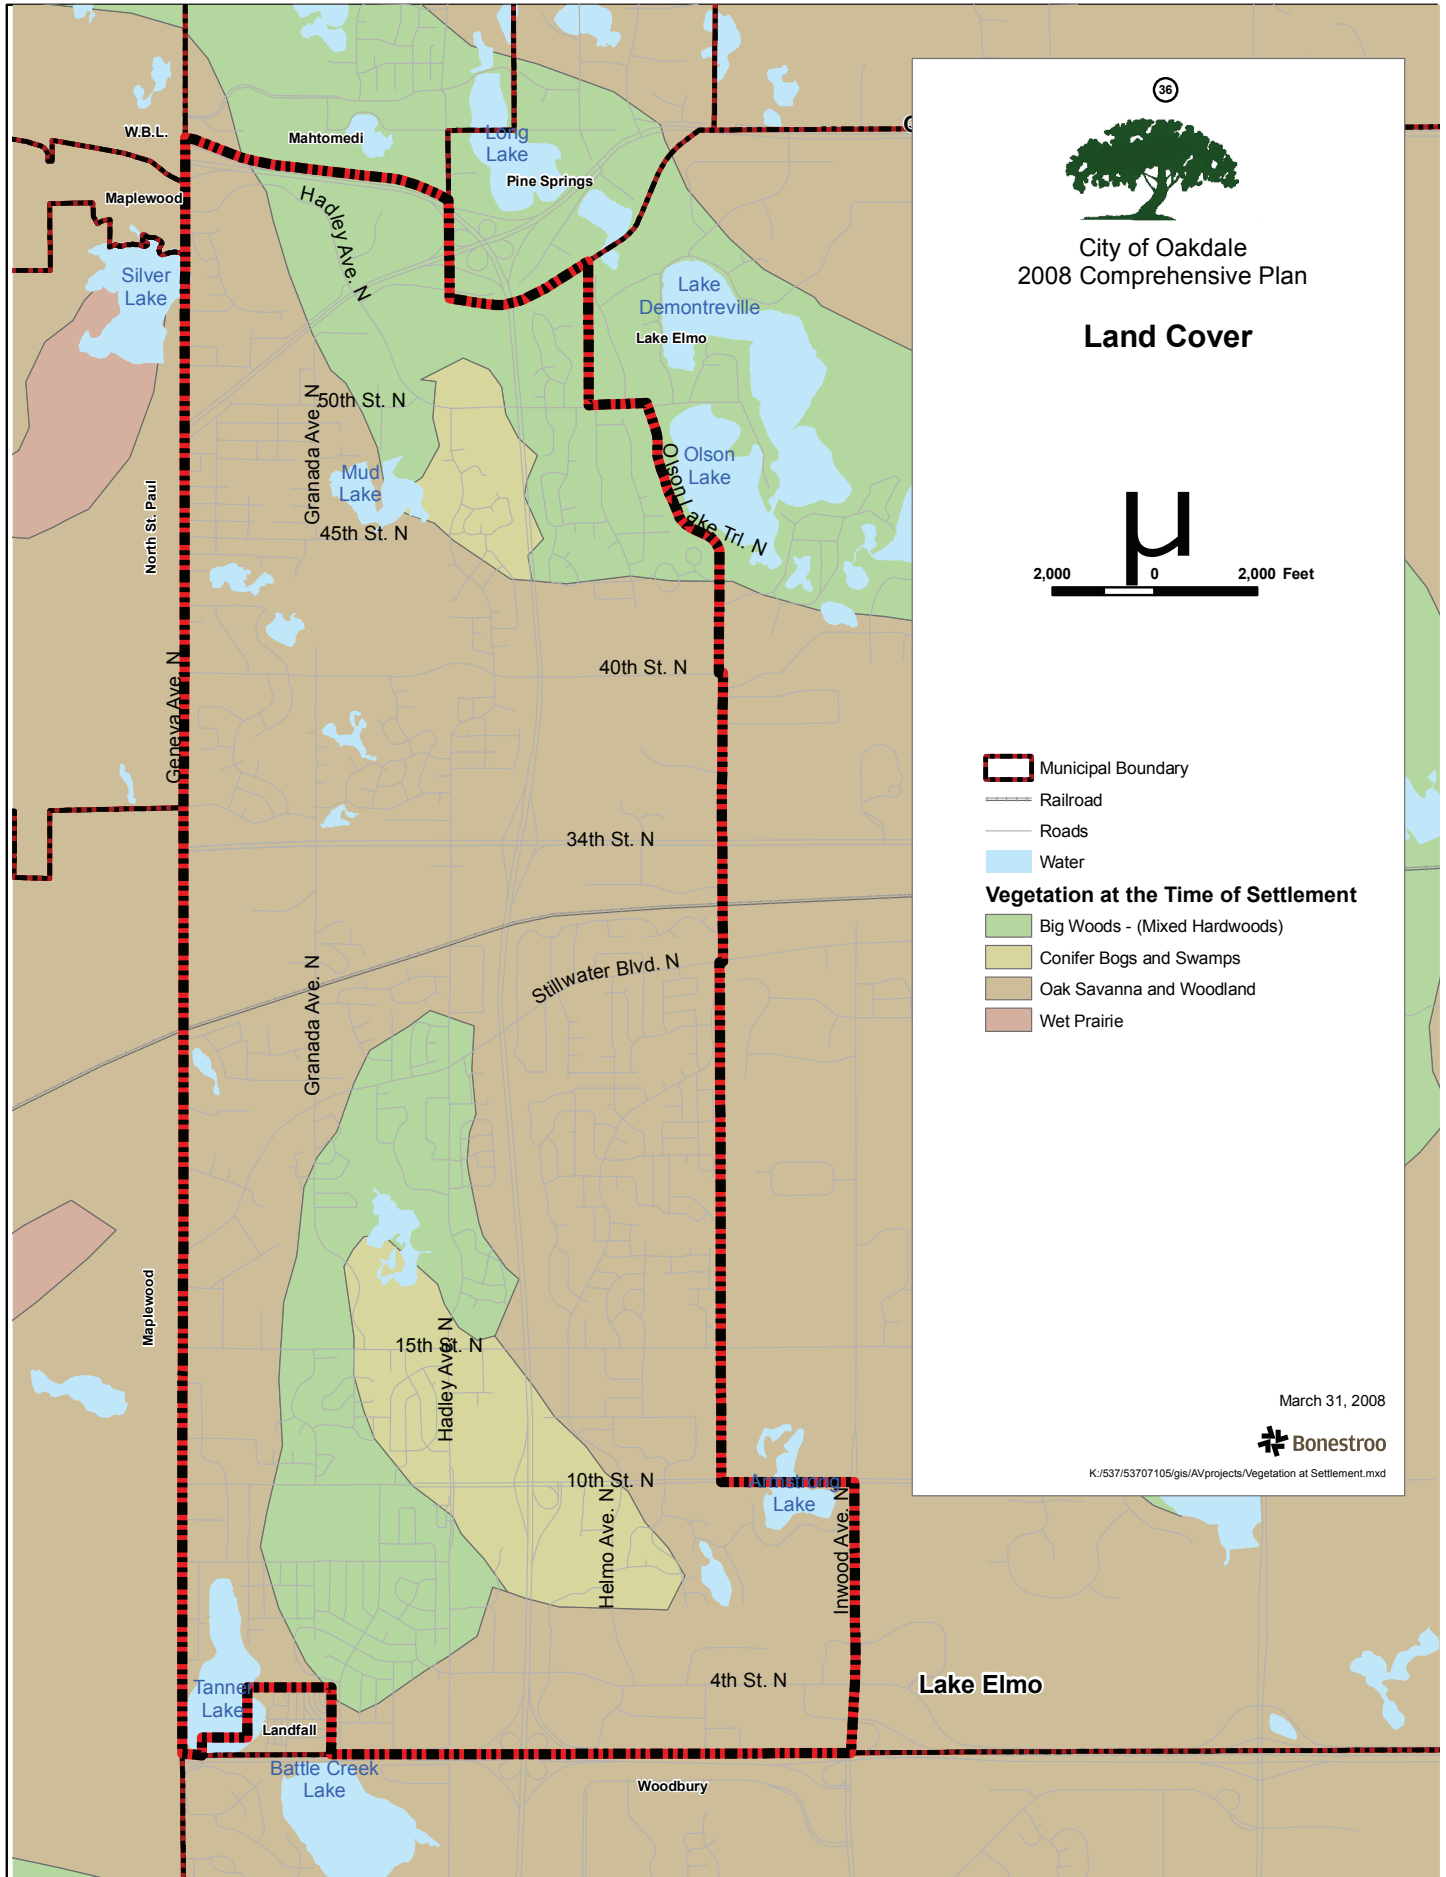 W.B.L.
Mahtomedi
Long
Lake
Pine Springs
Maplewood
Hadley Ave. N
Silver
Lake
Lake
Demontreville
Lake Elmo
50th St. N
Granada Ave. N
Mud
Lake
Olson
Lake
Olson Lake Trl. N
45th St. N
North St. Paul
40th St. N
Geneva Ave. N
34th St. N
Stillwater Blvd. N
Granada Ave. N
Maplewood
15th St. N
Hadley Ave. N
10th St. N
Helmo Ave. N
Armstrong
Lake
Inwood Ave. N
4th St. N
Lake Elmo
Tanner
Lake
Landfall
Battle Creek
Lake
Woodbury
36
City of Oakdale
2008 Comprehensive Plan
Land Cover
µ
2,000 0 2,000 Feet
Municipal Boundary
Railroad
Roads
Water
Vegetation at the Time of Settlement
Big Woods - (Mixed Hardwoods)
Conifer Bogs and Swamps
Oak Savanna and Woodland
Wet Prairie
March 31, 2008
Bonestroo
K:/537/53707105/gis/AVprojects/Vegetation at Settlement.mxd